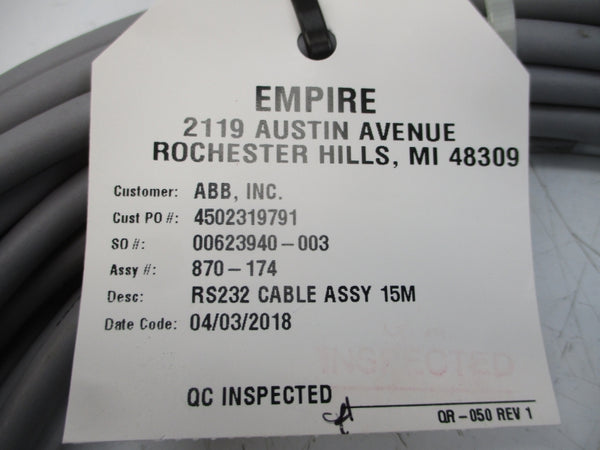 EMPIRE
2119 AUSTIN AVENUE
ROCHESTER HILLS, MI 48309
Customer: ABB, INC.
Cust PO #: 4502319791
SO #: 00623940-003
Assy #: 870-174
Desc: RS232 CABLE ASSY 15M
Date Code: 04/03/2018
INSPECTED
QC INSPECTED
QR-050 REV 1